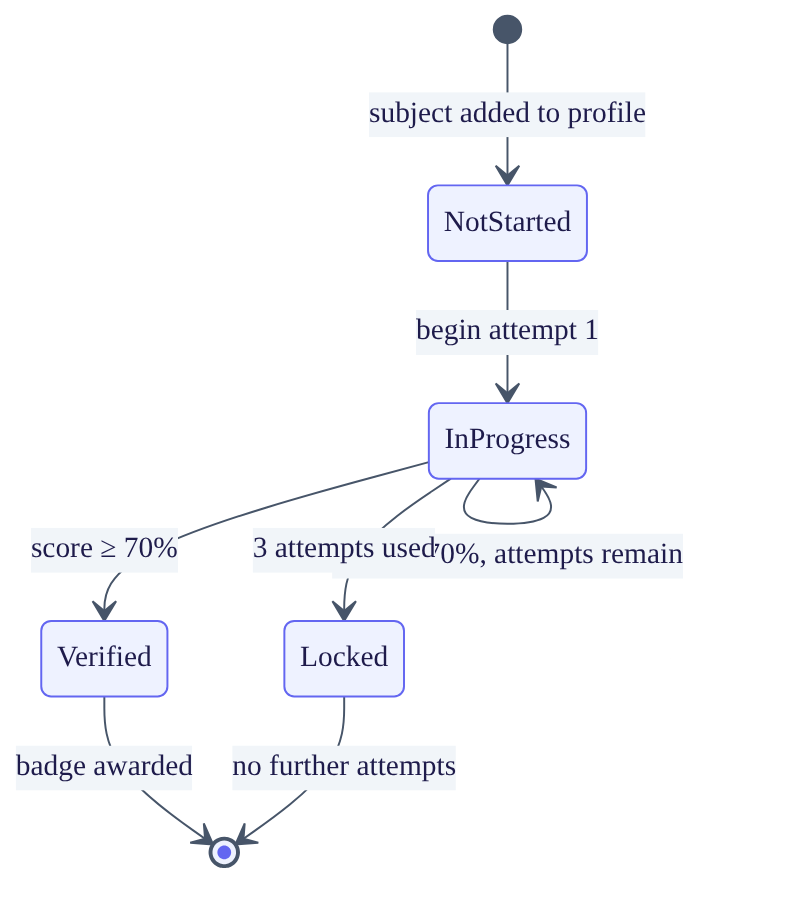 subject added to profile
NotStarted
begin attempt 1
InProgress
score ≥ 70%
3 attempts used
0%, attempts remain
Verified
Locked
badge awarded
no further attempts